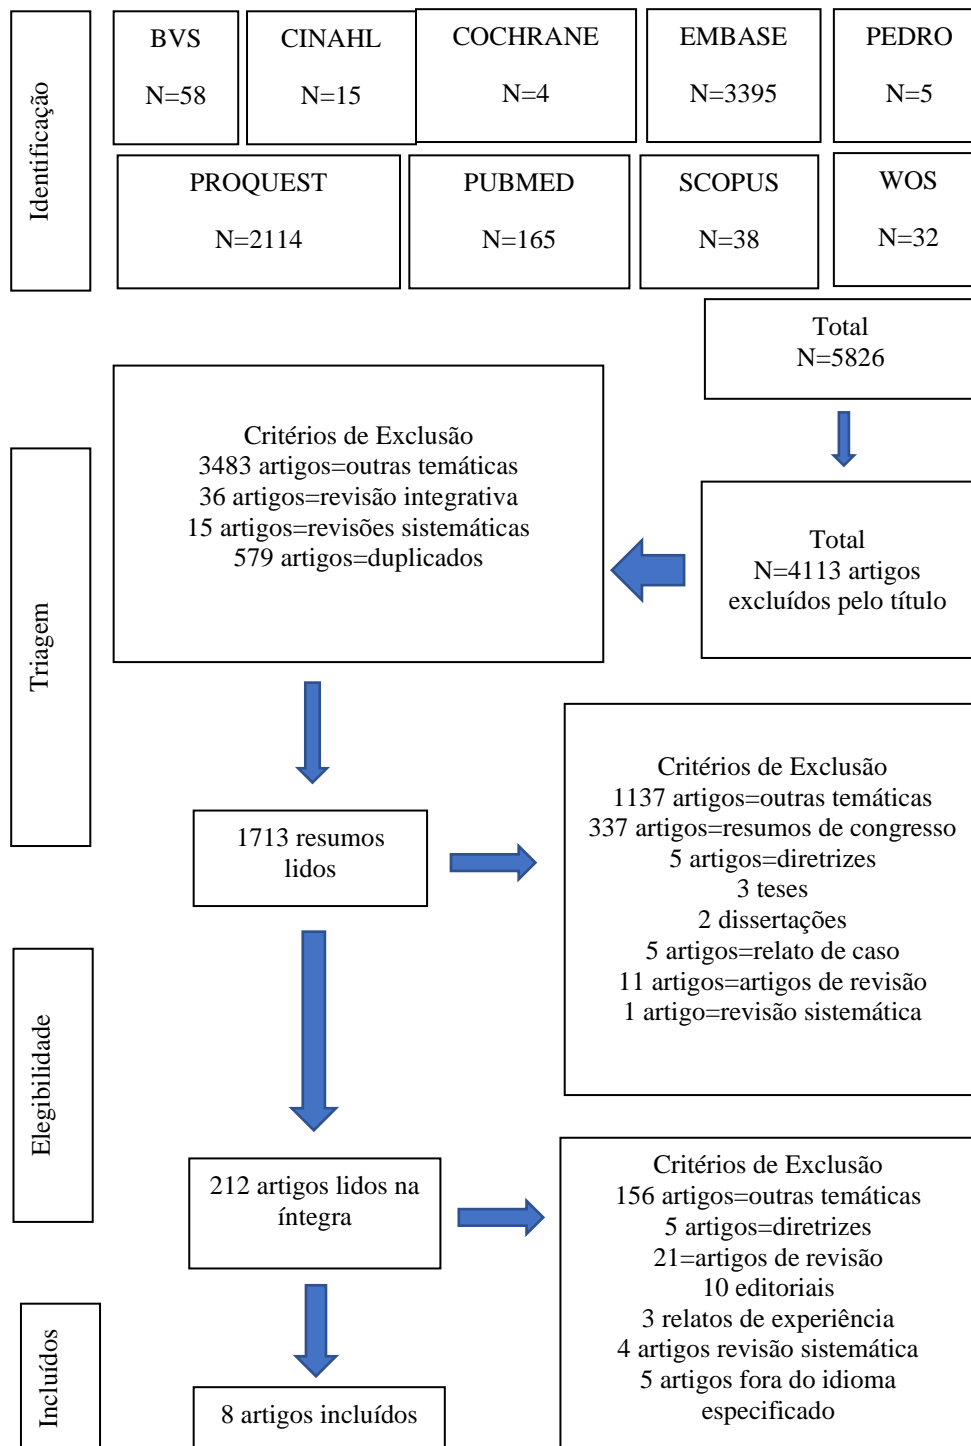 Identificação
BVS
N=58
CINAHL
N=15
COCHRANE
N=4
EMBASE
N=3395
PEDRO
N=5
PROQUEST
N=2114
PUBMED
N=165
SCOPUS
N=38
WOS
N=32
Total
N=5826
Triagem
Total
N=4113 artigos
excluídos pelo título
Critérios de Exclusão
3483 artigos=outras temáticas
36 artigos=revisão integrativa
15 artigos=revisões sistemáticas
579 artigos=duplicados
1713 resumos
lidos
Critérios de Exclusão
1137 artigos=outras temáticas
337 artigos=resumos de congresso
5 artigos=diretrizes
3 teses
2 dissertações
5 artigos=relato de caso
11 artigos=artigos de revisão
1 artigo=revisão sistemática
Elegibilidade
212 artigos lidos na
íntegra
Critérios de Exclusão
156 artigos=outras temáticas
5 artigos=diretrizes
21=artigos de revisão
10 editoriais
3 relatos de experiência
4 artigos revisão sistemática
5 artigos fora do idioma
especificado
Incluídos
8 artigos incluídos